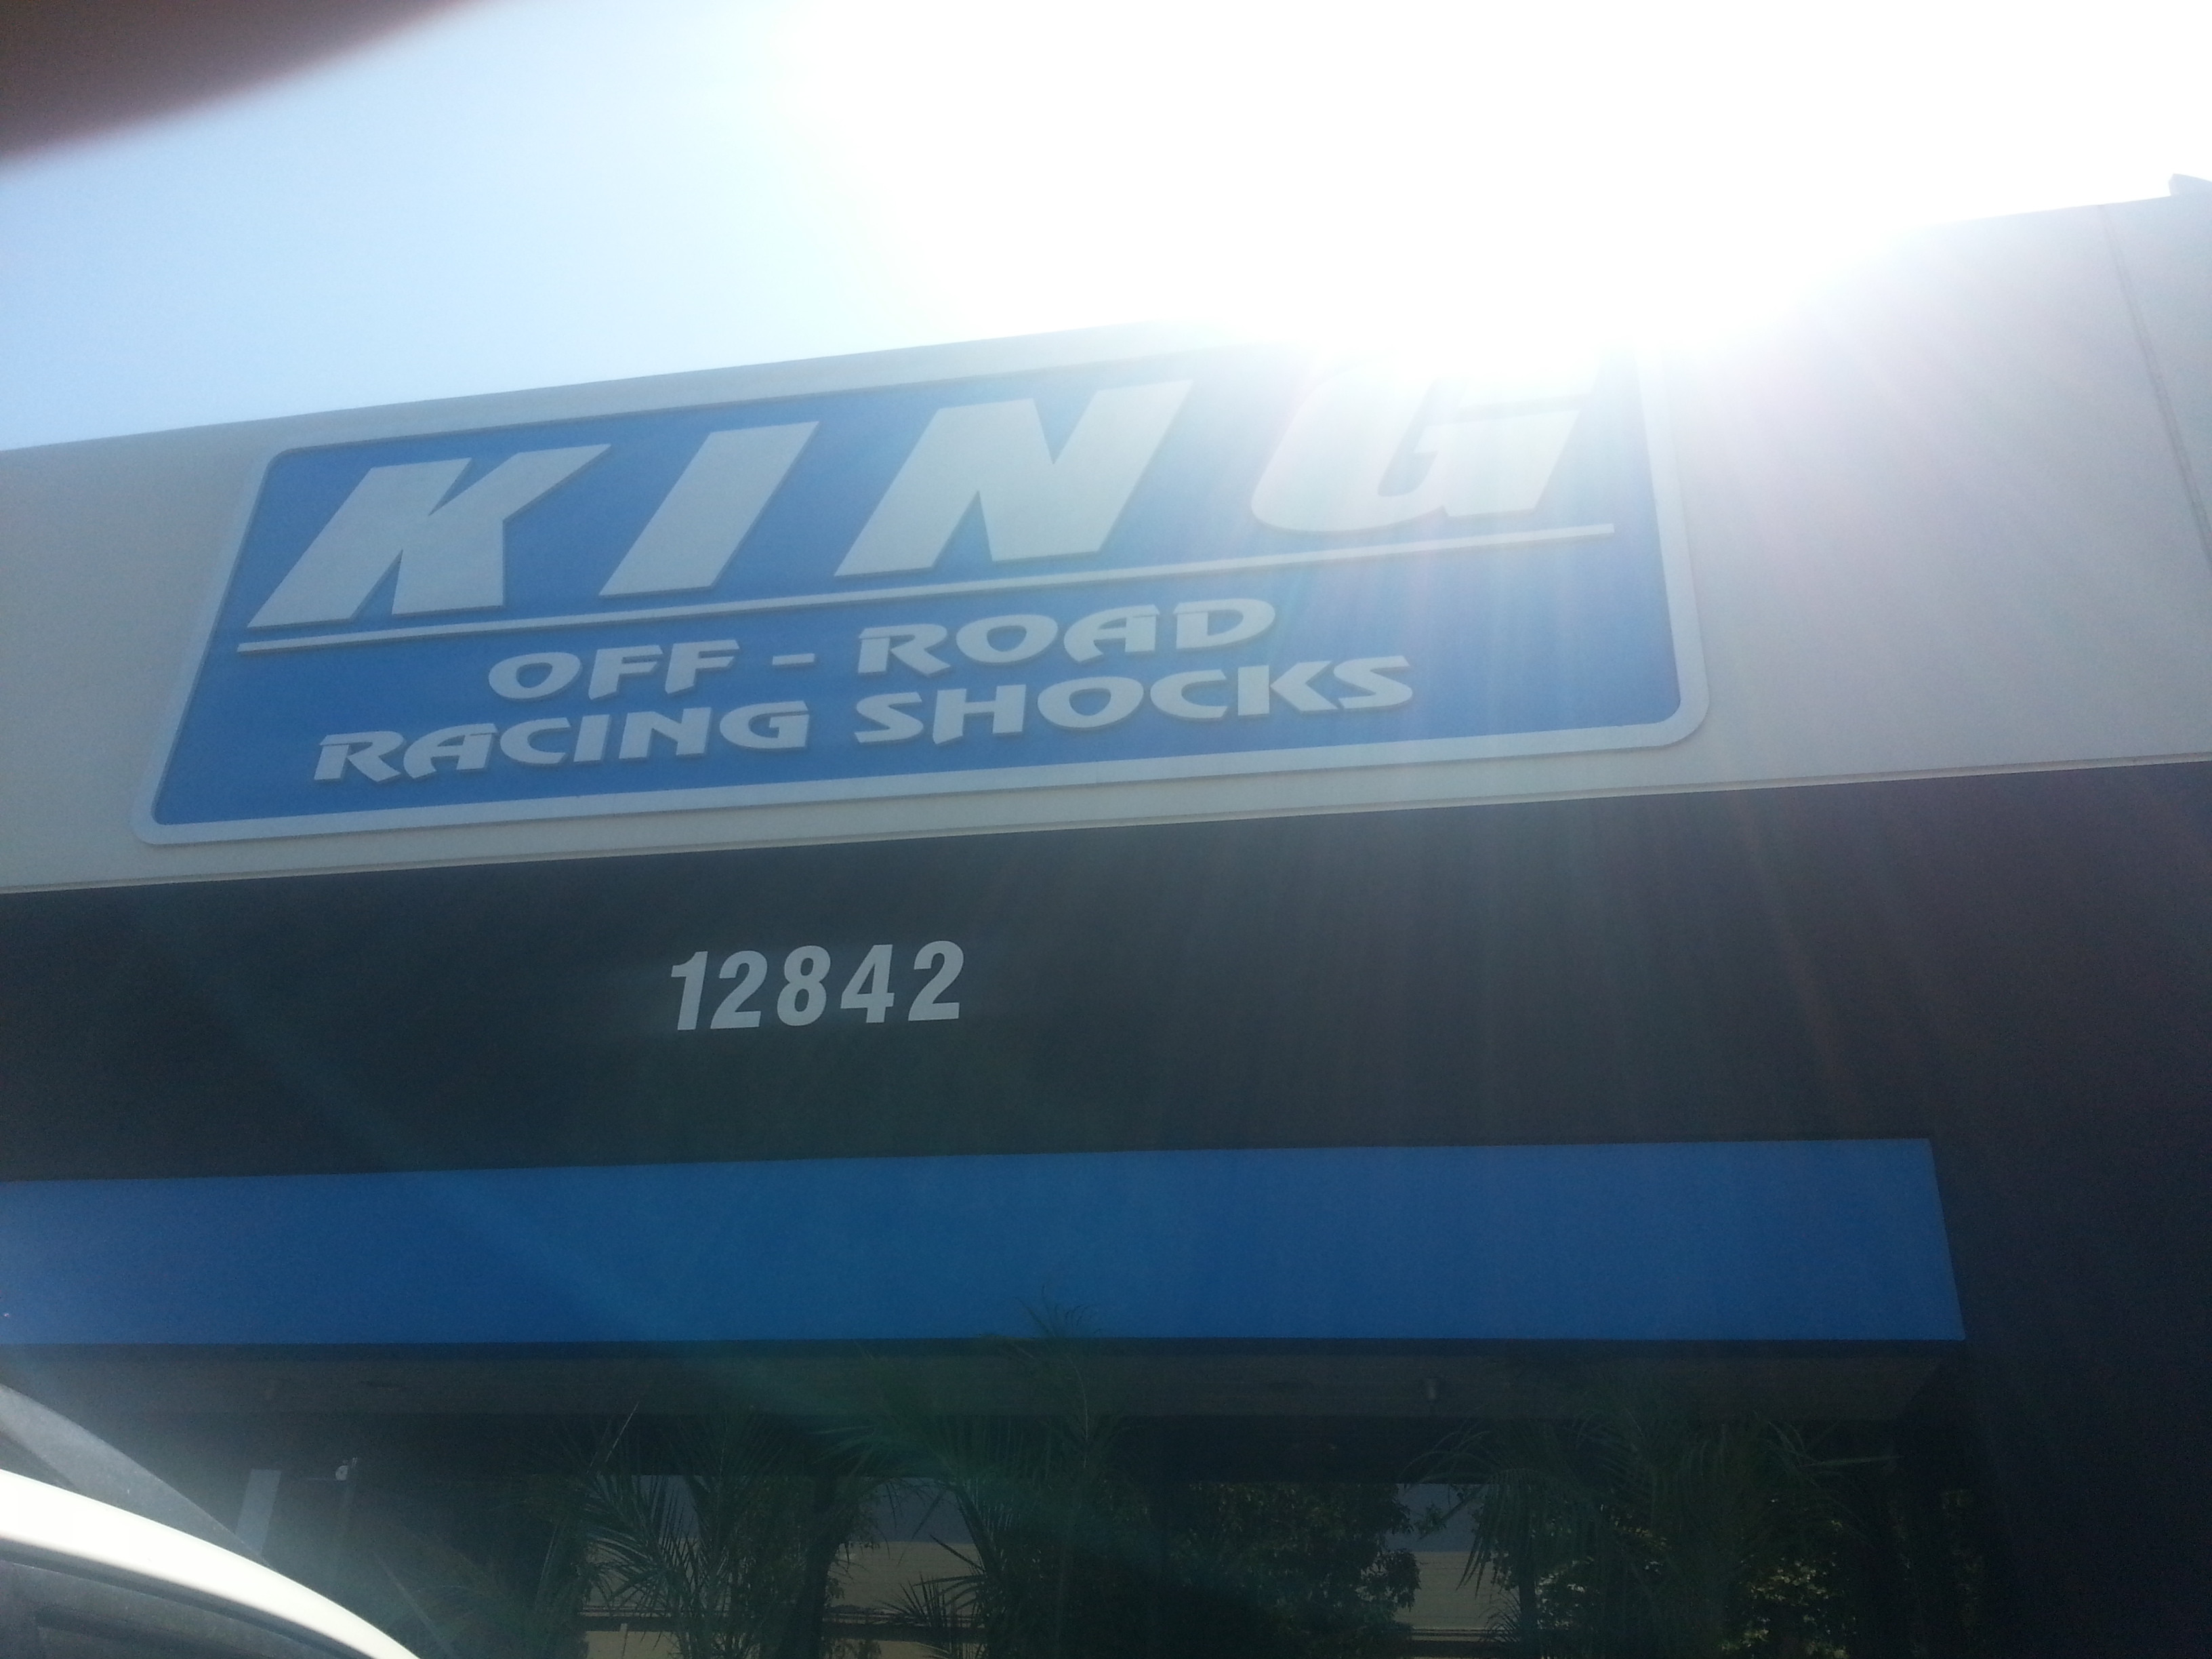 KING
OFF - ROAD
RACING SHOCKS
12842